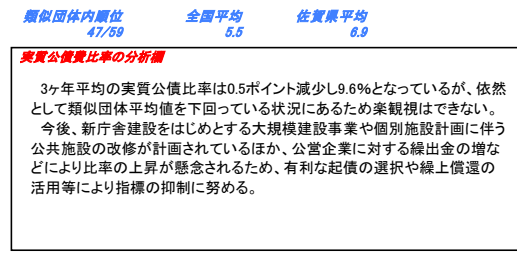 類似団体内順位 全国平均 佐賀県平均
47/59 5.5 6.9
実質公債費比率の分析欄
3ヶ年平均の実質公債比率は0.5ポイント減少し9.6%となっているが、依然
として類似団体平均値を下回っている状況にあるため楽観視はできない。
今後、新庁舎建設をはじめとする大規模建設事業や個別施設計画に伴う
公共施設の改修が計画されているほか、公営企業に対する繰出金の増な
どにより比率の上昇が懸念されるため、有利な起債の選択や繰上償還の
活用等により指標の抑制に努める。